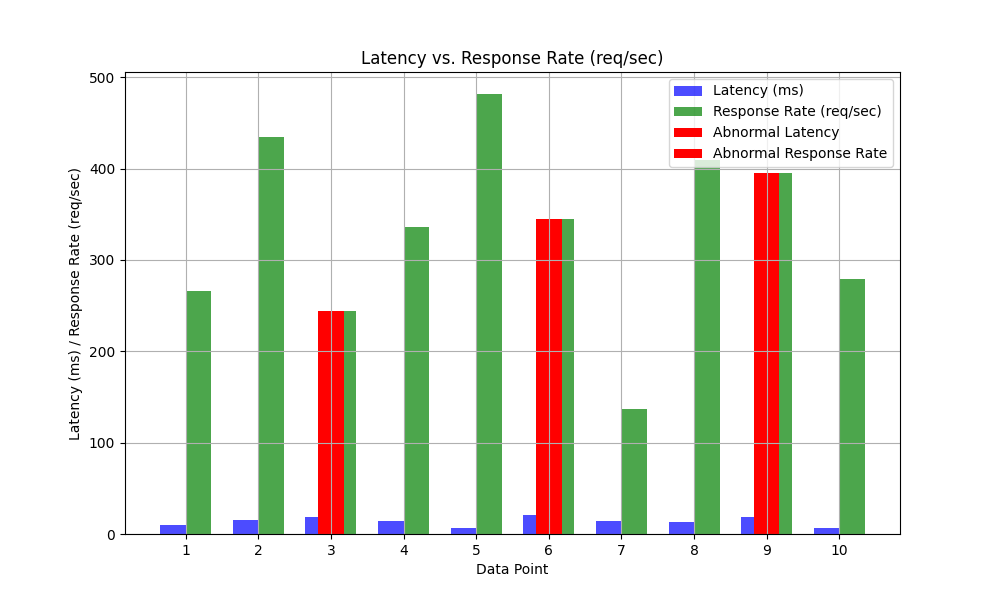 Latency vs. Response Rate (req/sec)
Latency (ms)
Response Rate (req/sec)
Abnormal Latency
Abnormal Response Rate
Latency (ms) / Response Rate (req/sec)
500
400
300
200
100
0
1 2 3 4 5 6 7 8 9 10
Data Point